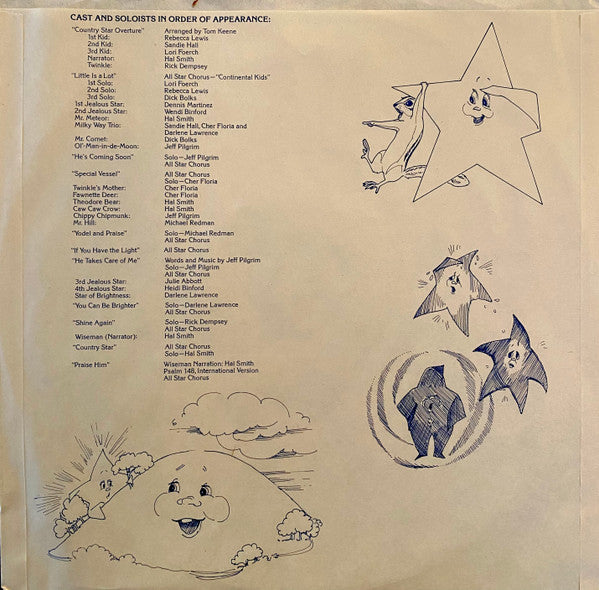 CAST AND SOLOISTS IN ORDER OF APPEARANCE:
"Country Star Overture" Arranged by Tom Keene
1st Kid: Rebecca Lewis
2nd Kid: Sandie Hall
3rd Kid: Lori Foerch
Narrator: Hal Smith
Twinkle: Rick Dempsey
"Little Is a Lot" All Star Chorus—"Continental Kids"
1st Solo: Lori Foerch
2nd Solo: Rebecca Lewis
3rd Solo: Dick Bolks
1st Jealous Star: Dennis Martinez
2nd Jealous Star: Wendi Binford
Mr. Meteor: Hal Smith
Milky Way Trio: Sandie Hall, Cher Floria and
Darlene Lawrence
Mr. Comet: Dick Bolks
Ol'-Man-in-de-Moon: Jeff Pilgrim
"He's Coming Soon" Solo—Jeff Pilgrim
All Star Chorus
"Special Vessel" All Star Chorus
Solo—Cher Floria
Twinkle's Mother: Cher Floria
Fawnette Deer: Cher Floria
Theodore Bear: Hal Smith
Caw Caw Crow: Hal Smith
Chippy Chipmunk: Jeff Pilgrim
Mr. Hill: Michael Redman
"Yodel and Praise" Solo—Michael Redman
All Star Chorus
"If You Have the Light" All Star Chorus
"He Takes Care of Me" Words and Music by Jeff Pilgrim
Solo—Jeff Pilgrim
All Star Chorus
3rd Jealous Star: Julie Abbott
4th Jealous Star: Heidi Binford
Star of Brightness: Darlene Lawrence
"You Can Be Brighter" Solo—Darlene Lawrence
All Star Chorus
"Shine Again" Solo—Rick Dempsey
All Star Chorus
Wiseman (Narrator): Hal Smith
"Country Star" All Star Chorus
Solo—Hal Smith
"Praise Him" Wiseman Narration: Hal Smith
Psalm 148, International Version
All Star Chorus